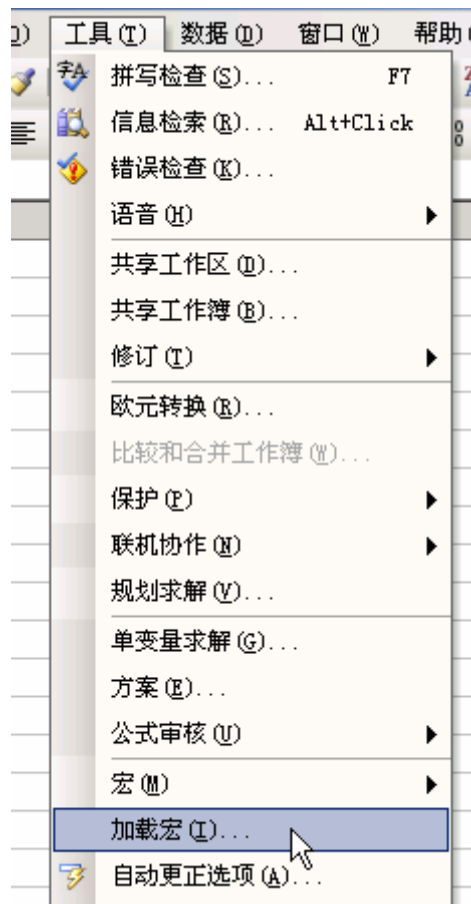 工具(T) 数据(D) 窗口(W) 帮助(
拼写检查(S)... F7
信息检索(R)... Alt+Click
错误检查(K)...
语音(H)
共享工作区(D)...
共享工作簿(B)...
修订(T)
欧元转换(R)...
比较和合并工作簿(W)...
保护(P)
联机协作(N)
规划求解(V)...
单变量求解(G)...
方案(E)...
公式审核(U)
宏(M)
加载宏(I)...
自动更正选项(A)...